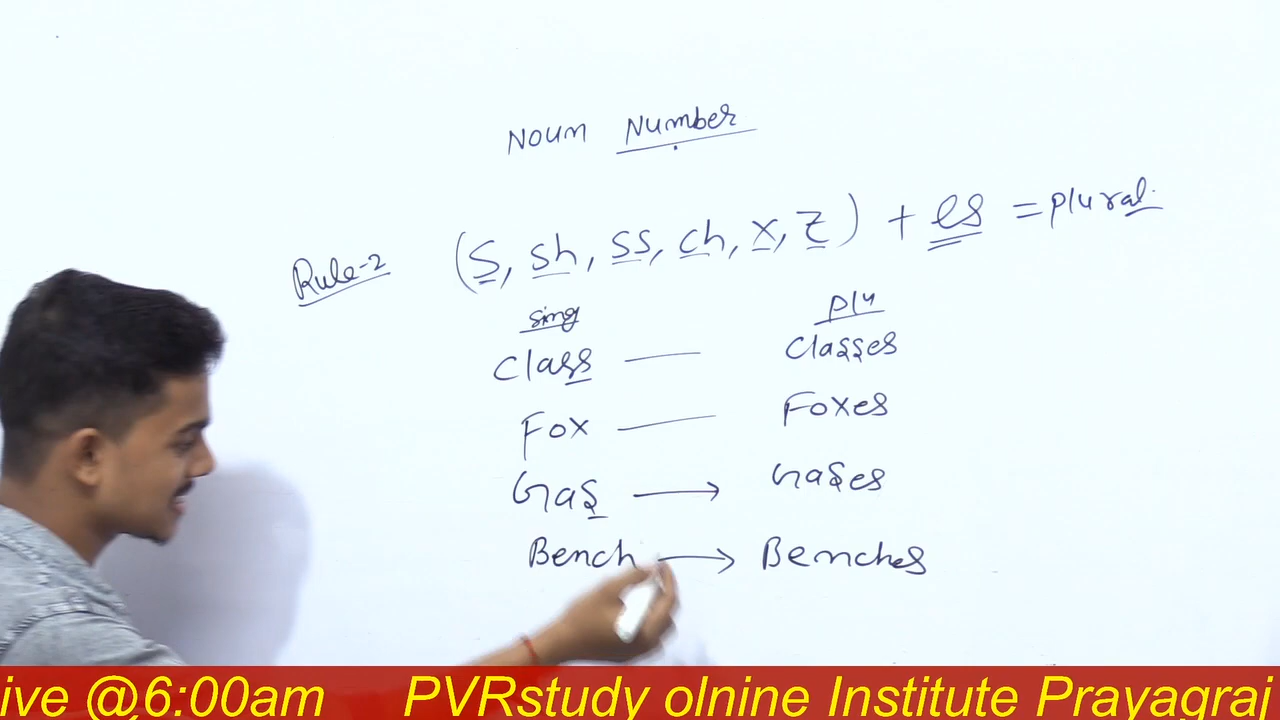 Noun Number
Rule-2 (S, sh, ss, ch, x, z) + es = plural.
sing plu
Class — Classes
Fox — Foxes
Gas → Gases
Bench → Benches
ive @6:00am PVRstudy olnine Institute Prayagraj